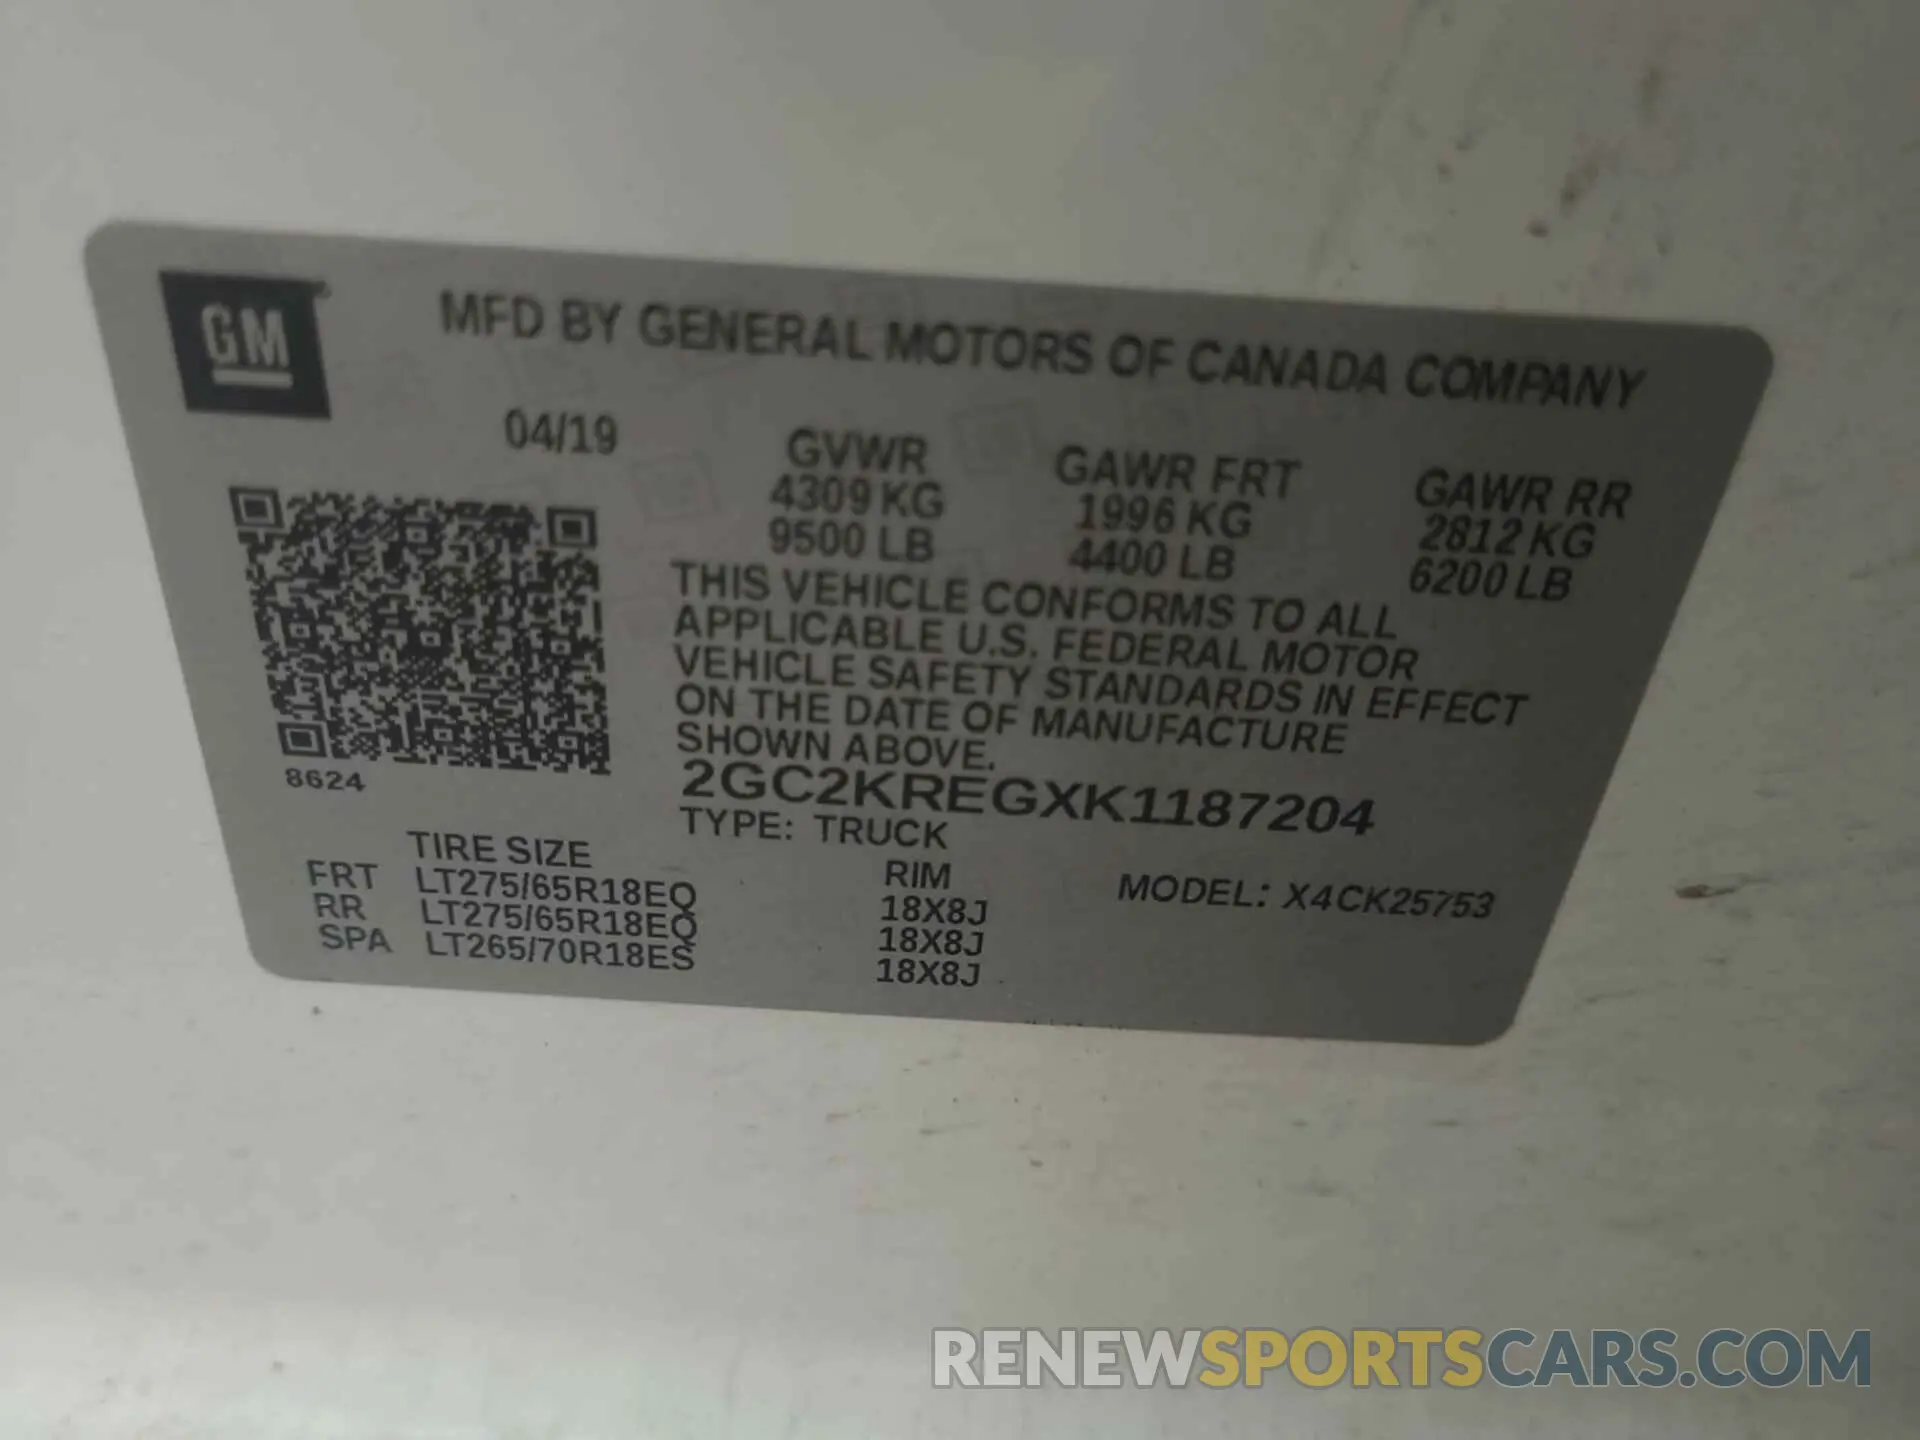 GM
MFD BY GENERAL MOTORS OF CANADA COMPANY
04/19
GVWR GAWR FRT GAWR RR
4309 KG 1996 KG 2812 KG
9500 LB 4400 LB 6200 LB
THIS VEHICLE CONFORMS TO ALL
APPLICABLE U.S. FEDERAL MOTOR
VEHICLE SAFETY STANDARDS IN EFFECT
ON THE DATE OF MANUFACTURE
SHOWN ABOVE.
8624
2GC2KREGXK1187204
TYPE: TRUCK
TIRE SIZE RIM
FRT LT275/65R18EQ 18X8J MODEL: X4CK25753
RR LT275/65R18EQ 18X8J
SPA LT265/70R18ES 18X8J
RENEWSPORTSCARS.COM